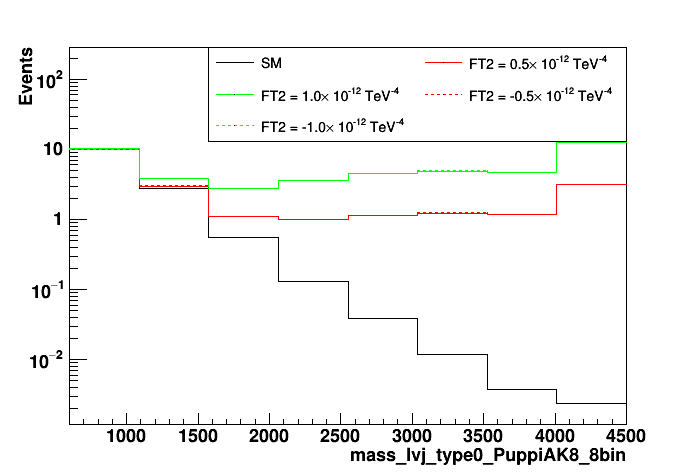 Events
10²
10
1
10⁻¹
10⁻²
SM
FT2 = 0.5× 10⁻¹² TeV⁻⁴
FT2 = 1.0× 10⁻¹² TeV⁻⁴
FT2 = -0.5× 10⁻¹² TeV⁻⁴
FT2 = -1.0× 10⁻¹² TeV⁻⁴
1000 1500 2000 2500 3000 3500 4000 4500
mass_lvj_type0_PuppiAK8_8bin